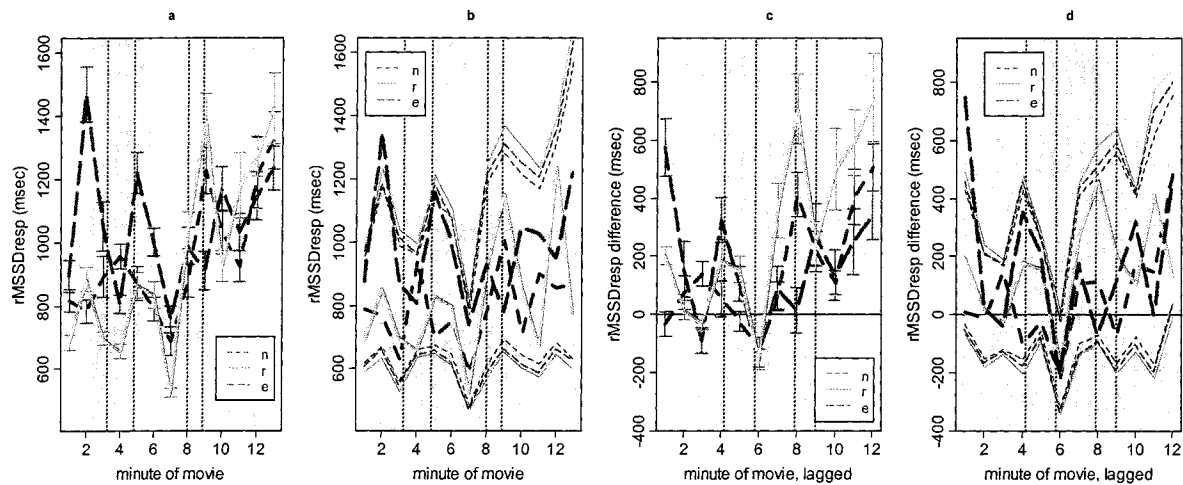 a
rMSSDresp (msec)
600 800 1000 1200 1400 1600
n
r
e
2 4 6 8 10 12
minute of movie
b
rMSSDresp (msec)
600 800 1000 1200 1400 1600
n
r
e
2 4 6 8 10 12
minute of movie
c
rMSSDresp difference (msec)
-400 -200 0 200 400 600 800
n
r
e
2 4 6 8 10 12
minute of movie, lagged
d
rMSSDresp difference (msec)
-400 -200 0 200 400 600 800
n
r
e
2 4 6 8 10 12
minute of movie, lagged